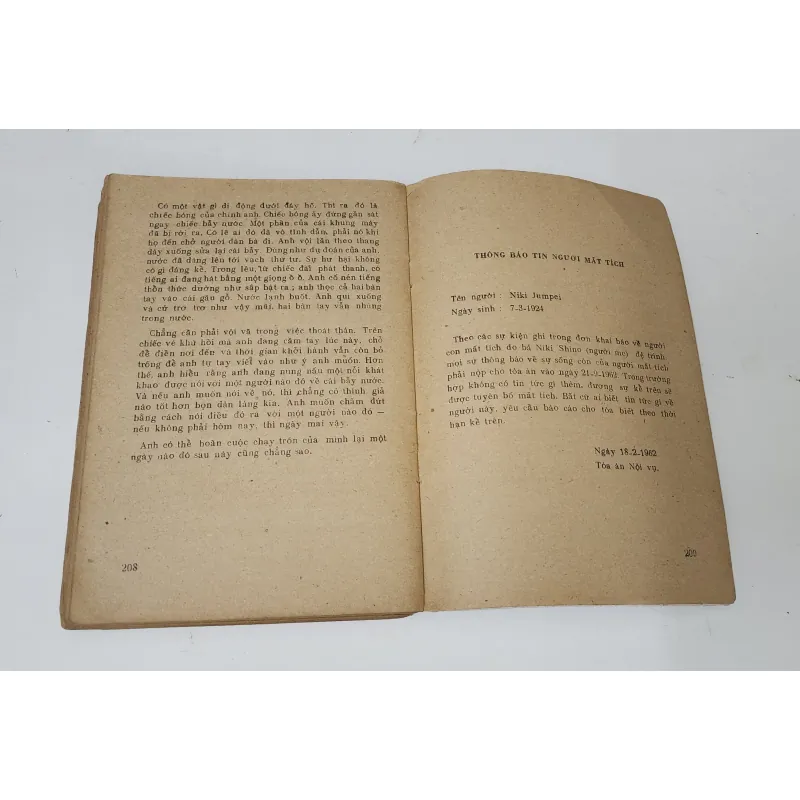 Có một vật gì di động dưới đáy hồ. Thì ra đó là
chiếc bóng của chính anh. Chiếc bóng ấy đứng gần sát
ngay chiếc bẫy nước. Một phần của cái khung máy
đã bị rời ra. Có lẽ ai đó đã vô tình dẫn, phải nó khi
họ đến chở người đàn bà đi. Anh vội lần theo thang
dây xuống sửa lại cái bẫy. Đúng như dự đoán của anh,
nước đã dâng lên tới vạch thứ tư. Sự hư hại không
có gì đáng kể. Trong lều, từ chiếc đài phát thanh, có
tiếng ai đang hát bằng một giọng ồ ồ. Anh cố nén tiếng
thổn thức dường như sắp bật ra; anh thọc cả hai bàn
tay vào cái gàu gỗ. Nước lạnh buốt. Anh quì xuống
và cứ trở trơ như vậy mãi, hai bàn tay vẫn nhúng
trong nước.
Chẳng cần phải vội vã trong việc thoát thân. Trên
chiếc vé khứ hồi mà anh đang cầm tay lúc này, chỗ
đề điền nơi đến và thời gian khởi hành vẫn còn bỏ
trống để anh tự tay viết vào như ý anh muốn. Hơn
thế, anh hiểu rằng anh đang nung nấu một nỗi khát
khao được nói với một người nào đó về cái bẫy nước.
Và nếu anh muốn nói về nó, thì chẳng có thính giả
nào tốt hơn bọn dân làng kia. Anh muốn chấm dứt
bằng cách nói điều đó ra với một người nào đó —
nếu không phải hôm nay, thì ngày mai vậy.
Anh có thể hoãn cuộc chạy trốn của mình lại một
ngày nào đó sau này cũng chẳng sao.
208
THÔNG BÁO TIN NGƯỜI MẤT TÍCH
Tên người : Niki Jumpei
Ngày sinh : 7-3-1924
Theo các sự kiện ghi trong đơn khai báo về người
con mất tích do bà Niki Shino (người mẹ) đệ trình
mọi sự thông báo về sự sống còn của người mất tích
phải nộp cho tòa án vào ngày 21-9-1962. Trong trường
hợp không có tin tức gì thêm, đương sự kể trên sẽ
được tuyên bố mất tích. Bất cứ ai biết tin tức gì về
người này, yêu cầu báo cáo cho tòa biết theo thời
hạn kể trên.
Ngày 18-2-1962
Tòa án Nội vụ.
209